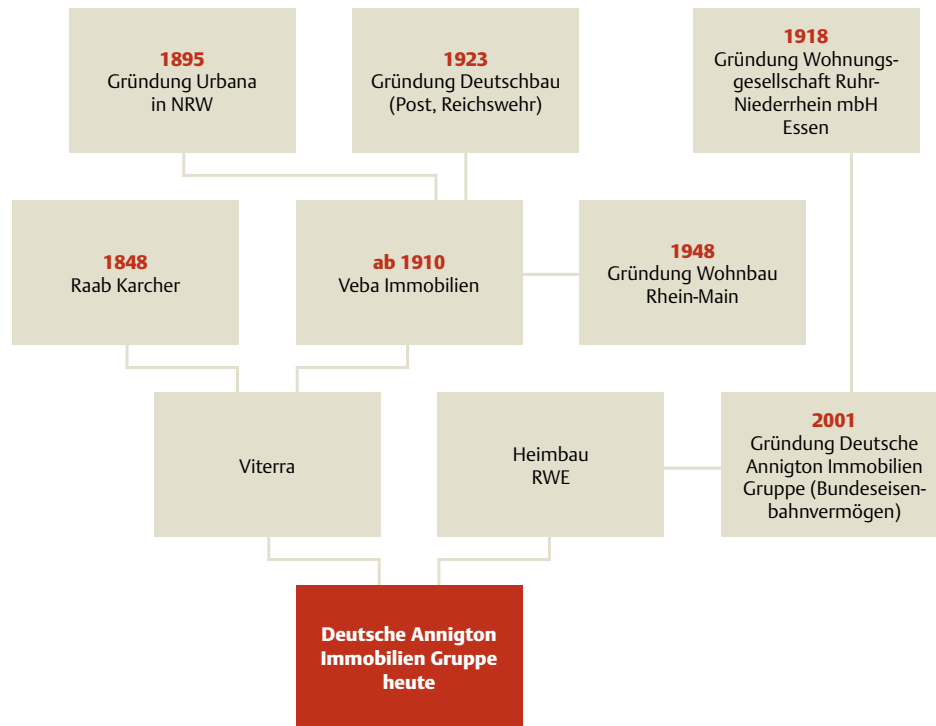 1895
Gründung Urbana
in NRW
1923
Gründung Deutschbau
(Post, Reichswehr)
1918
Gründung Wohnungs-
gesellschaft Ruhr-
Niederrhein mbH
Essen
1848
Raab Karcher
ab 1910
Veba Immobilien
1948
Gründung Wohnbau
Rhein-Main
Viterra
Heimbau
RWE
2001
Gründung Deutsche
Annigton Immobilien
Gruppe (Bundeseisen-
bahnvermögen)
Deutsche Annigton
Immobilien Gruppe
heute